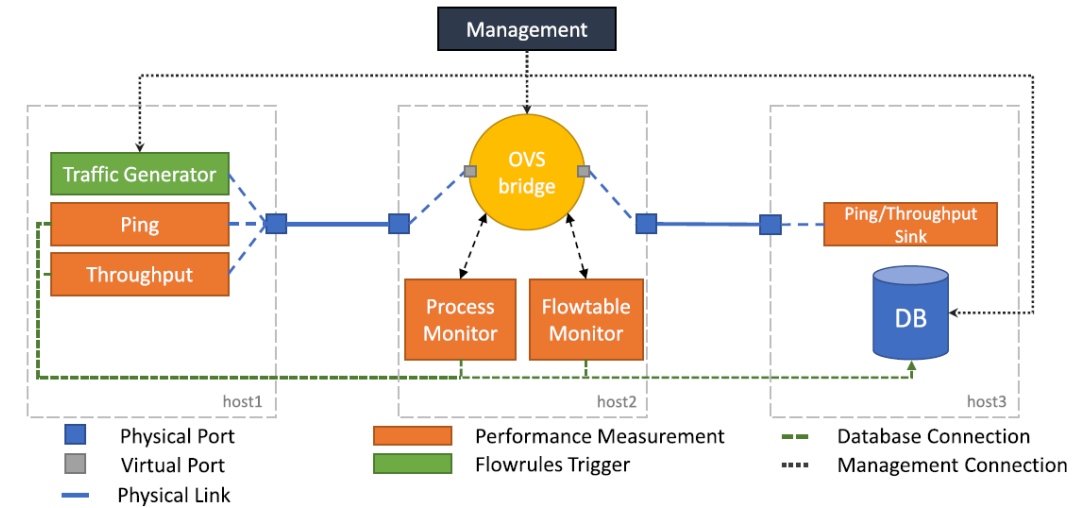 Management
Traffic Generator
Ping
Throughput
host1
OVS
bridge
Process
Monitor
Flowtable
Monitor
host2
Ping/Throughput
Sink
DB
host3
Physical Port
Virtual Port
Physical Link
Performance Measurement
Flowrules Trigger
Database Connection
Management Connection